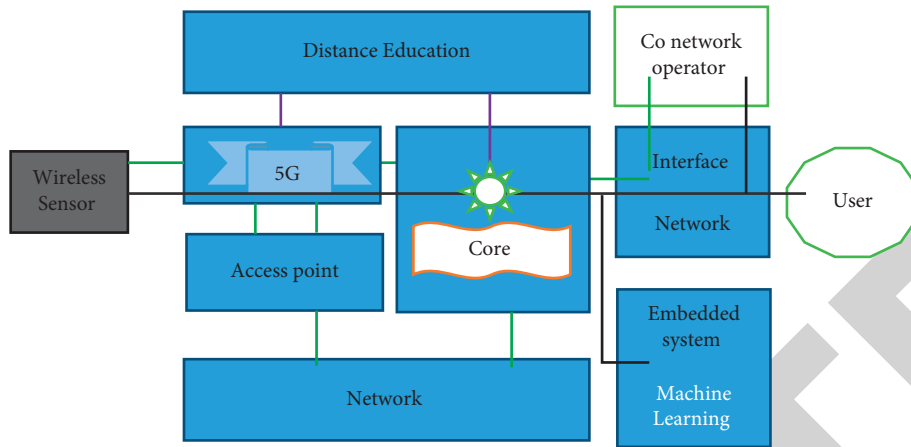 Distance Education
Co network
operator
Wireless
Sensor
5G
Interface
Network
User
Access point
Core
Embedded
system
Machine
Learning
Network